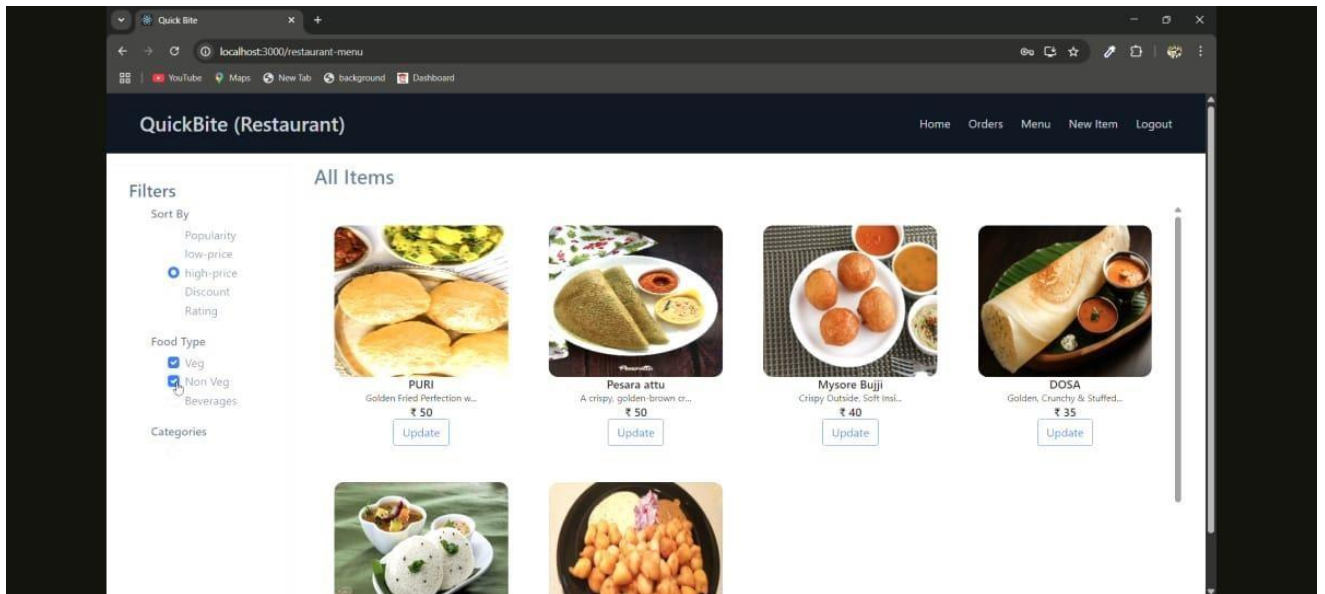 Quick Bite
localhost:3000/restaurant-menu
YouTube Maps New Tab background Dashboard
QuickBite (Restaurant)
Home Orders Menu New Item Logout
Filters
Sort By
Popularity
low-price
high-price
Discount
Rating
Food Type
Veg
Non Veg
Beverages
Categories
All Items
PURI
Golden Fried Perfection w...
₹ 50
Update
Pesara attu
A crispy, golden-brown cr...
₹ 50
Update
Mysore Bujji
Crispy Outside, Soft Insi...
₹ 40
Update
DOSA
Golden, Crunchy & Stuffed...
₹ 35
Update